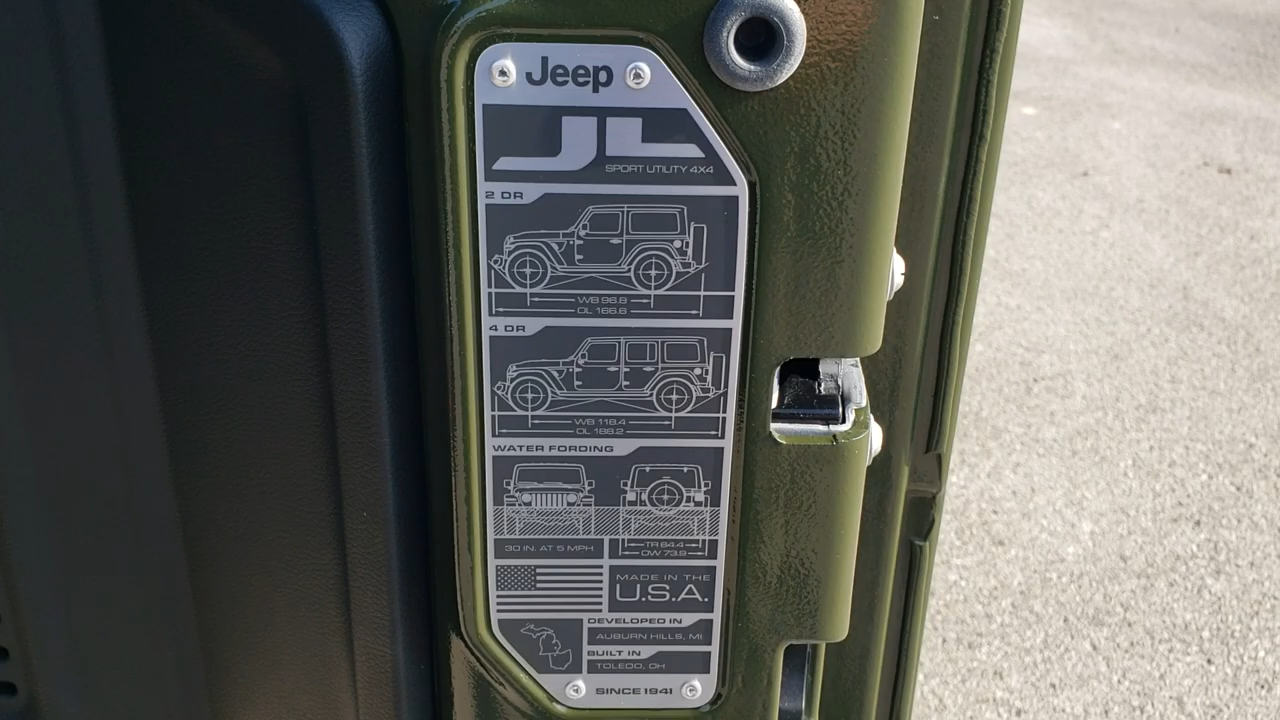 Jeep
JL
SPORT UTILITY 4X4
2 DR
WB 96.8
OL 166.8
4 DR
WB 118.4
OL 188.2
WATER FORDING
30 IN. AT 5 MPH
TR 64.4
OW 73.9
MADE IN THE
U.S.A.
DEVELOPED IN
AUBURN HILLS, MI
BUILT IN
TOLEDO, OH
SINCE 1941